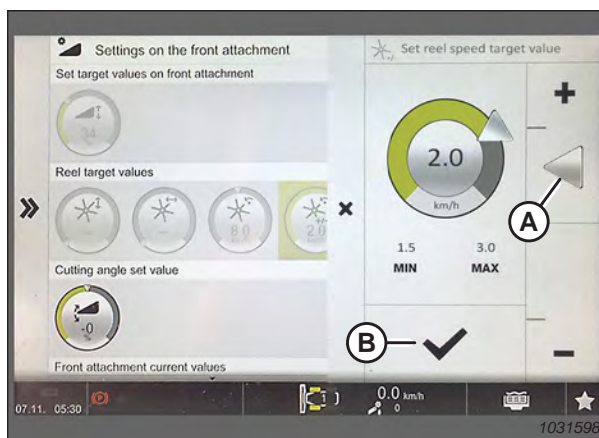 Settings on the front attachment
Set target values on front attachment
34
Reel target values
8.0
2.0
Cutting angle set value
-0
%
Front attachment current values
Set reel speed target value
2.0
km/h
1.5
MIN
3.0
MAX
A
B
07.11. 05:30
0.0 km/h
0
1031598